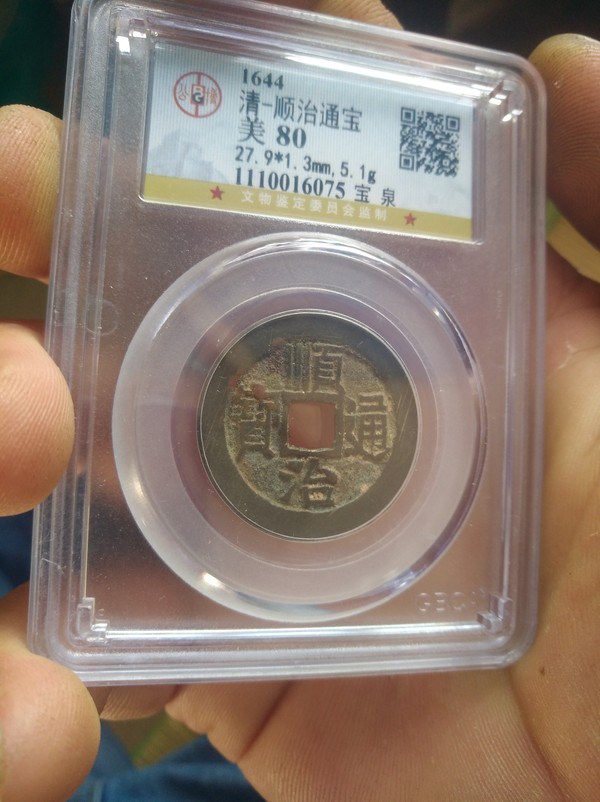 1644
清-顺治通宝
美 80
27.9*1.3mm,5.1g
1110016075 宝 泉
★ 文物鉴定委员会监制 ★
順
寶 通
治